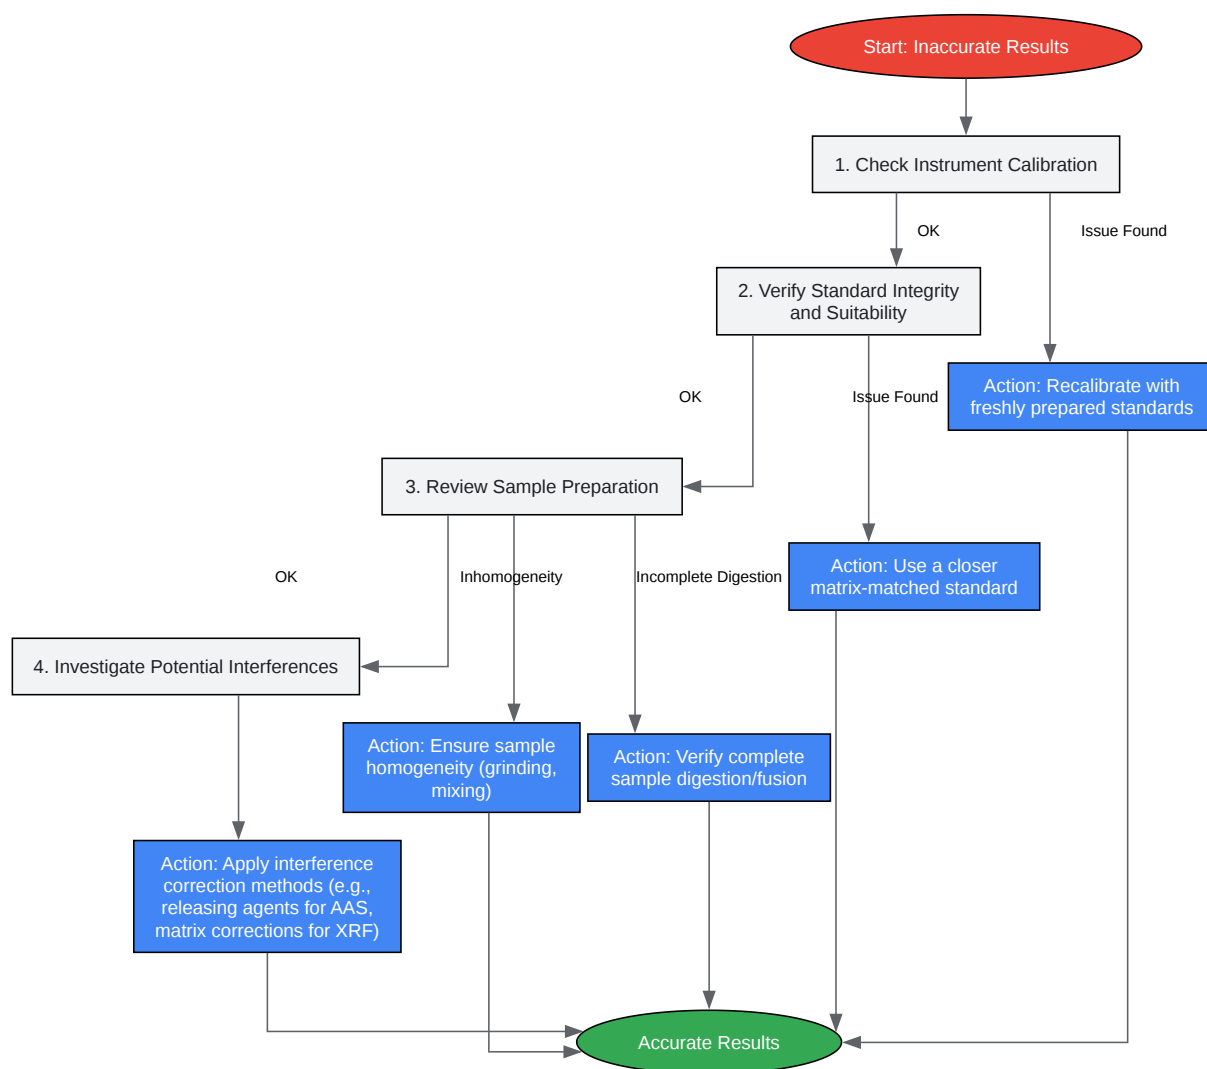 Start: Inaccurate Results
1. Check Instrument Calibration
OK
Issue Found
2. Verify Standard Integrity
and Suitability
OK
Issue Found
Action: Recalibrate with
freshly prepared standards
3. Review Sample Preparation
OK
Inhomogeneity
Incomplete Digestion
Action: Use a closer
matrix-matched standard
4. Investigate Potential Interferences
Action: Ensure sample
homogeneity (grinding,
mixing)
Action: Verify complete
sample digestion/fusion
Action: Apply interference
correction methods (e.g.,
releasing agents for AAS,
matrix corrections for XRF)
Accurate Results